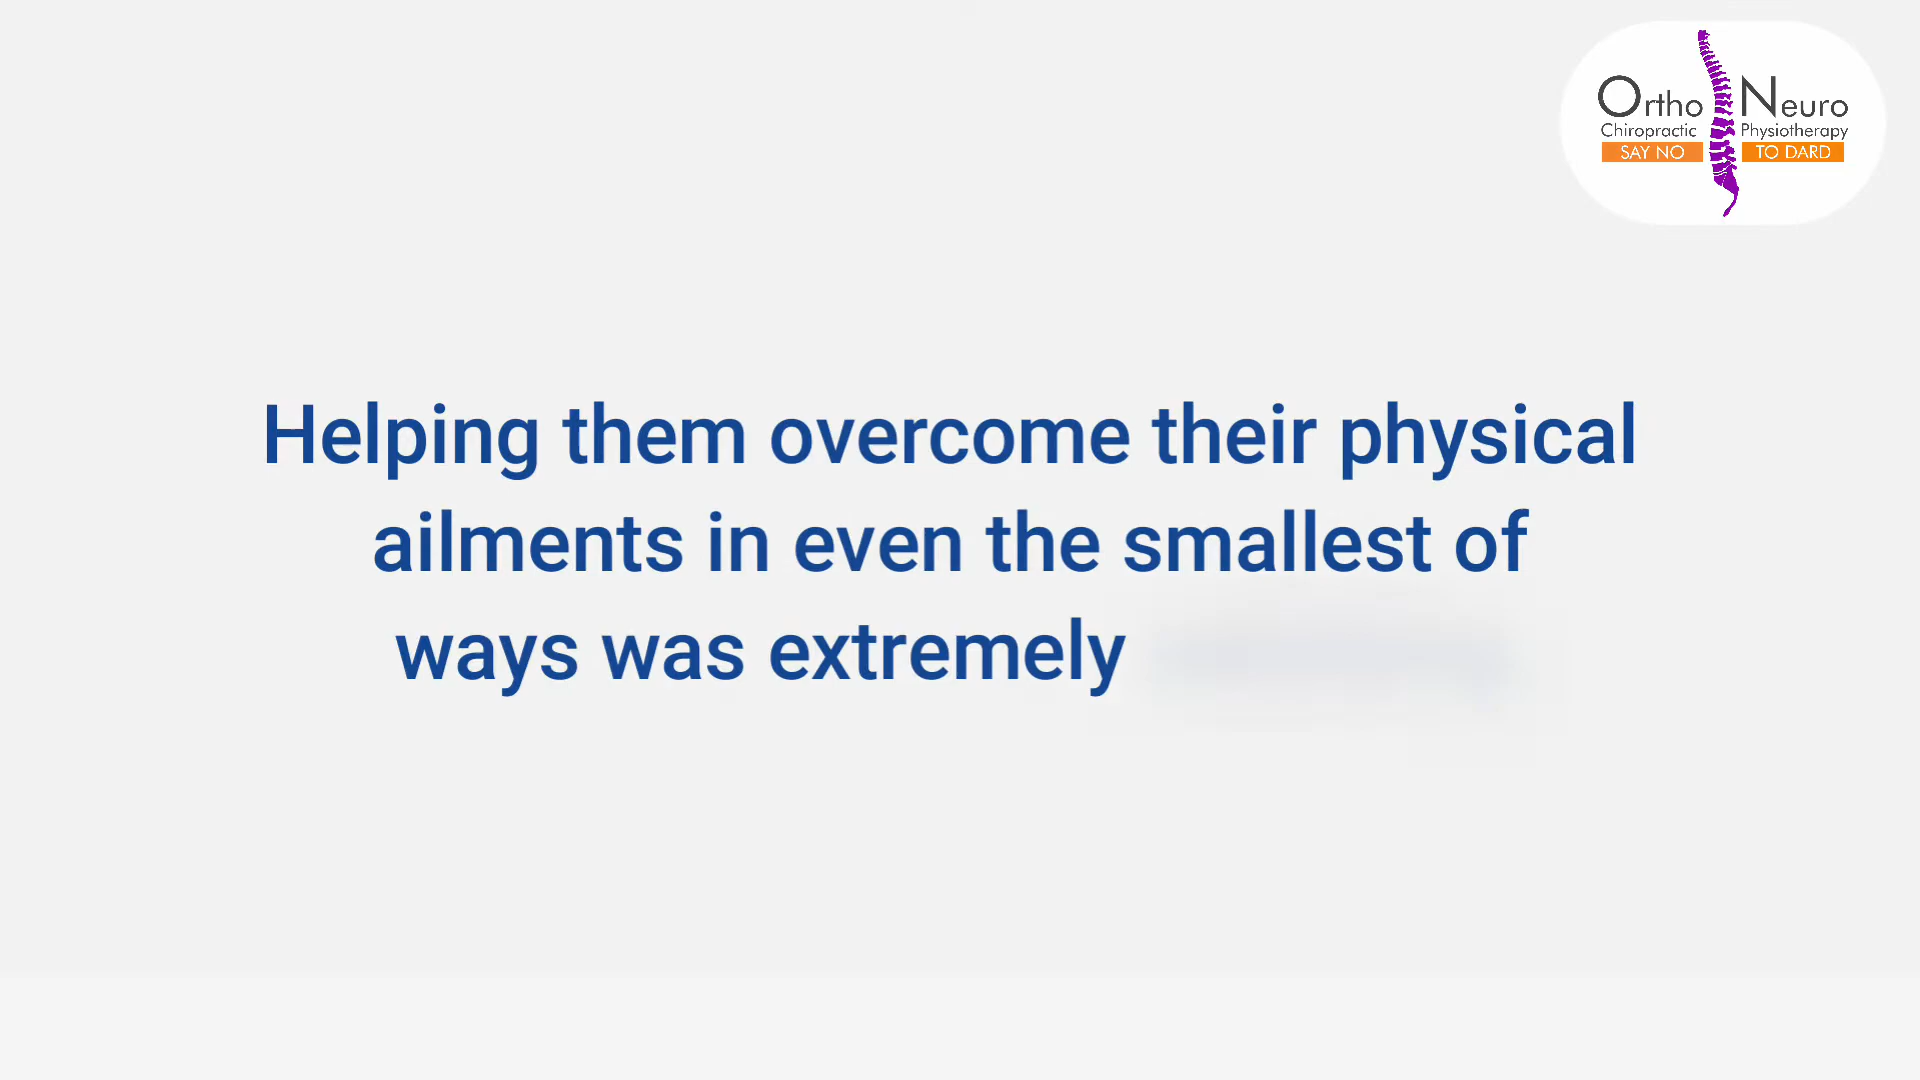 Ortho Neuro
Chiropractic Physiotherapy
SAY NO TO DARD
Helping them overcome their physical
ailments in even the smallest of
ways was extremely